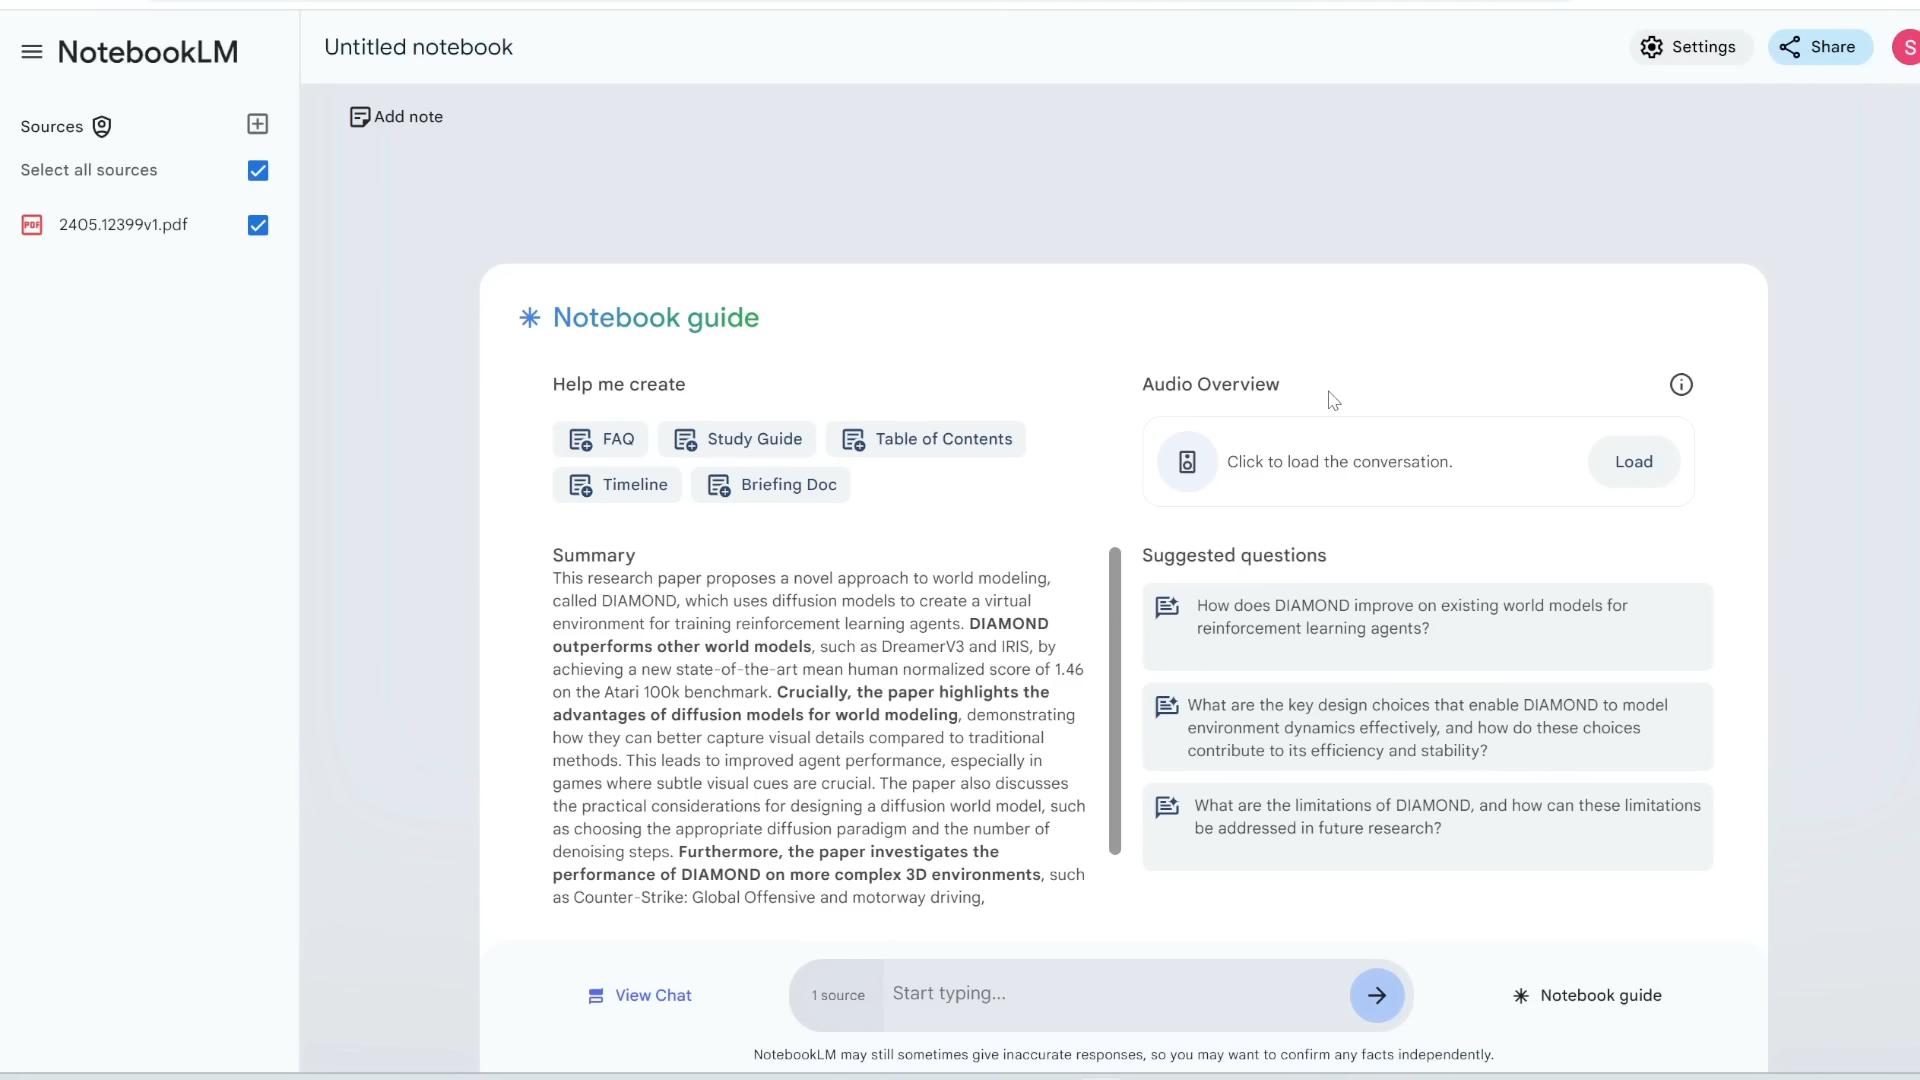 NotebookLM
Untitled notebook
Settings
Share
S
Sources
Select all sources
PDF
2405.12399v1.pdf
Add note
Notebook guide
Help me create
FAQ
Study Guide
Table of Contents
Timeline
Briefing Doc
Audio Overview
Click to load the conversation.
Load
Summary
This research paper proposes a novel approach to world modeling,
called DIAMOND, which uses diffusion models to create a virtual
environment for training reinforcement learning agents. DIAMOND
outperforms other world models, such as DreamerV3 and IRIS, by
achieving a new state-of-the-art mean human normalized score of 1.46
on the Atari 100k benchmark. Crucially, the paper highlights the
advantages of diffusion models for world modeling, demonstrating
how they can better capture visual details compared to traditional
methods. This leads to improved agent performance, especially in
games where subtle visual cues are crucial. The paper also discusses
the practical considerations for designing a diffusion world model, such
as choosing the appropriate diffusion paradigm and the number of
denoising steps. Furthermore, the paper investigates the
performance of DIAMOND on more complex 3D environments, such
as Counter-Strike: Global Offensive and motorway driving,
Suggested questions
How does DIAMOND improve on existing world models for
reinforcement learning agents?
What are the key design choices that enable DIAMOND to model
environment dynamics effectively, and how do these choices
contribute to its efficiency and stability?
What are the limitations of DIAMOND, and how can these limitations
be addressed in future research?
View Chat
1 source
Start typing...
Notebook guide
NotebookLM may still sometimes give inaccurate responses, so you may want to confirm any facts independently.